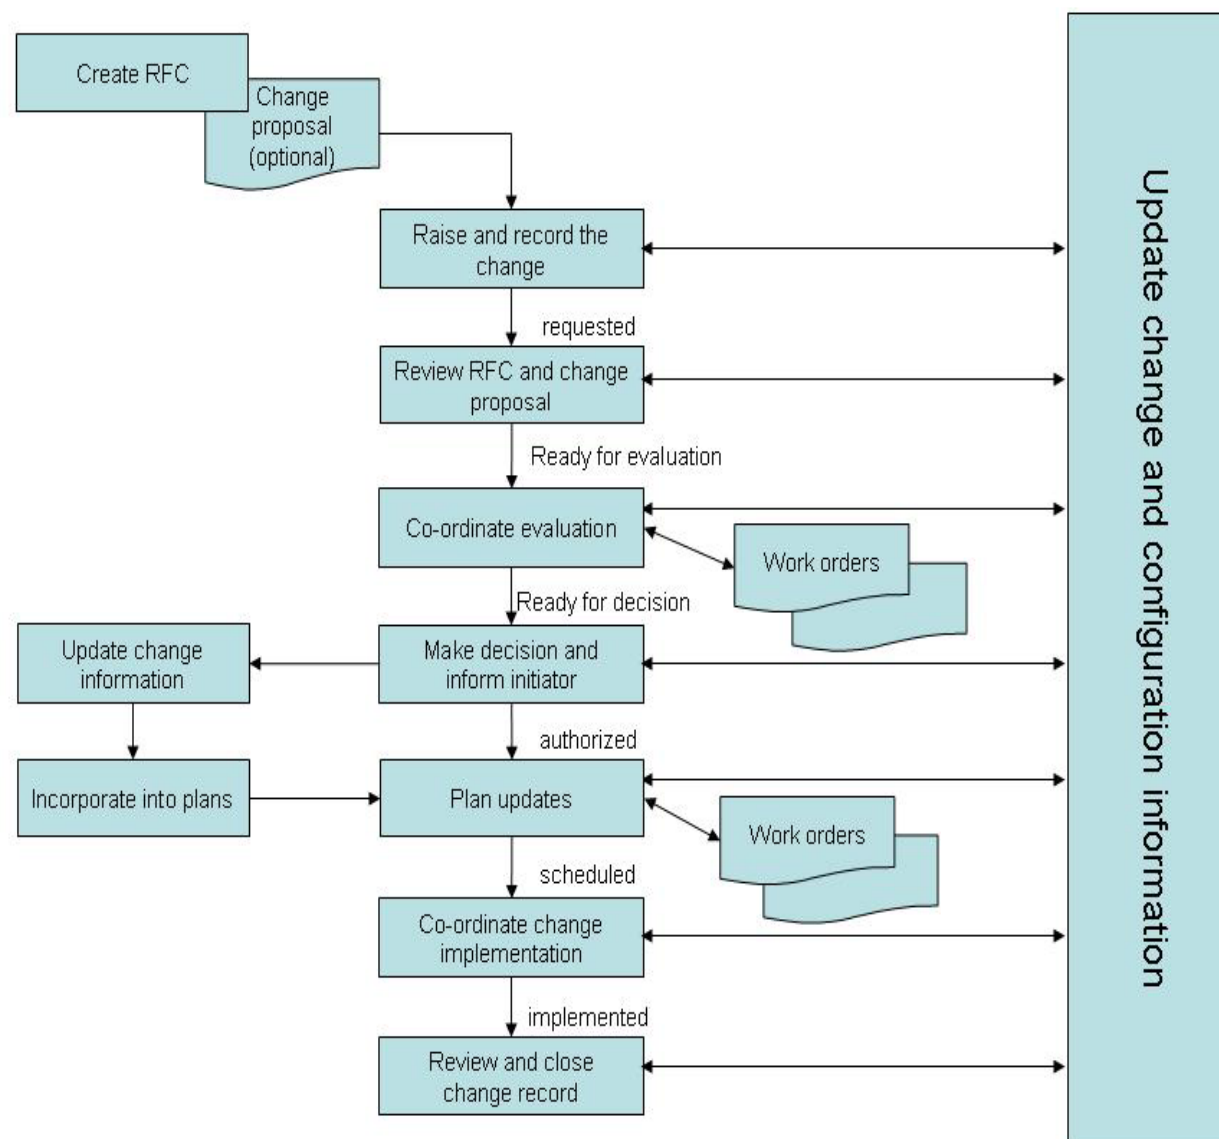 Create RFC
Change
proposal
(optional)
Raise and record the
change
requested
Review RFC and change
proposal
Ready for evaluation
Co-ordinate evaluation
Work orders
Ready for decision
Update change
information
Make decision and
inform initiator
authorized
Incorporate into plans
Plan updates
Work orders
scheduled
Co-ordinate change
implementation
implemented
Review and close
change record
Update change and configuration information